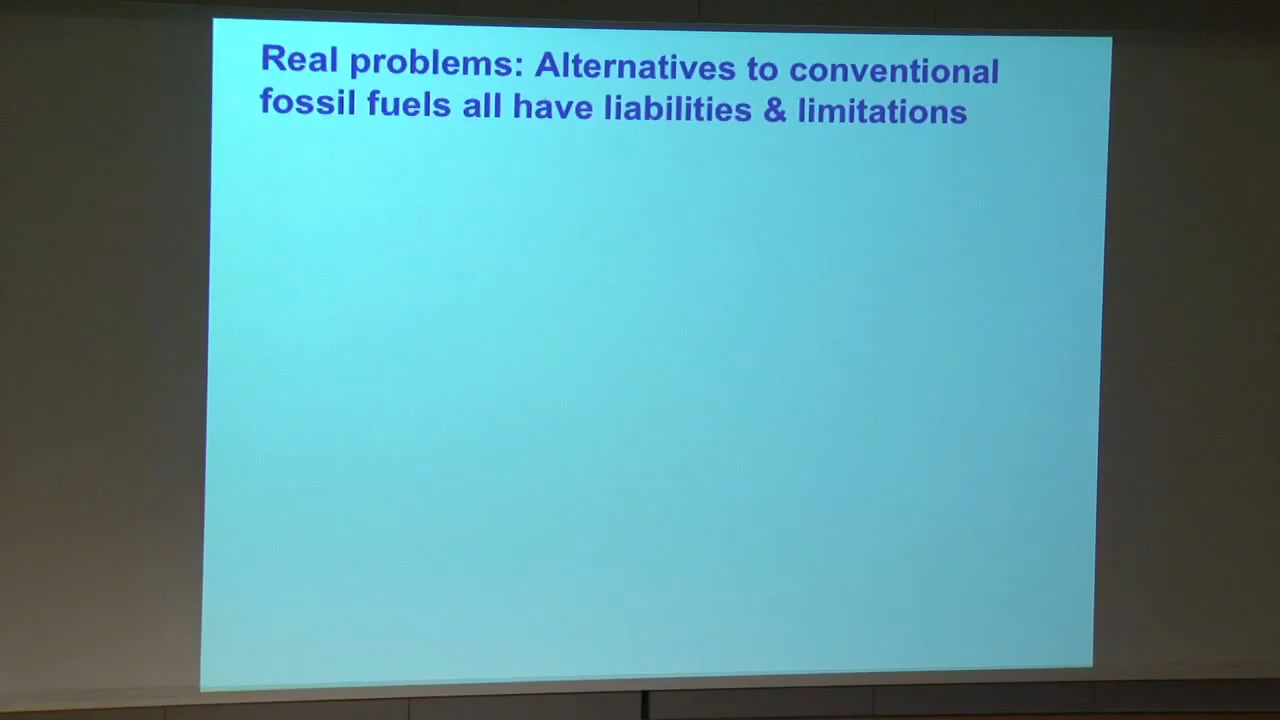 Real problems: Alternatives to conventional
fossil fuels all have liabilities & limitations